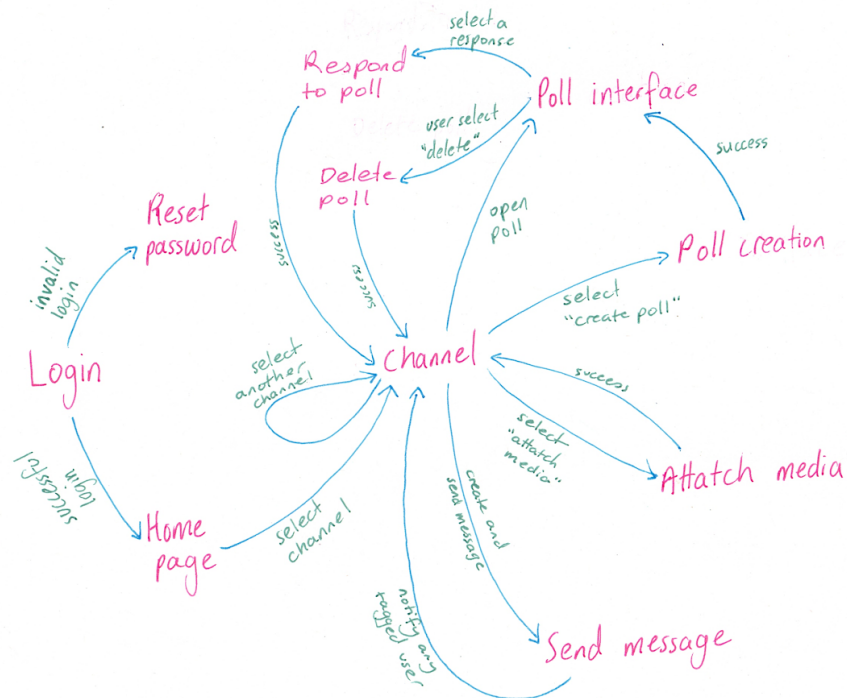 select a
response
Respond
to poll
Poll interface
user select
"delete"
success
Delete
poll
open
poll
Reset
password
Poll creation
success
success
invalid
login
select
"create poll"
select
another
channel
Channel
Login
success
select
"attatch
media"
Attatch media
successful
login
create and
send message
select
channel
Home
page
notify any
tagged user
Send message